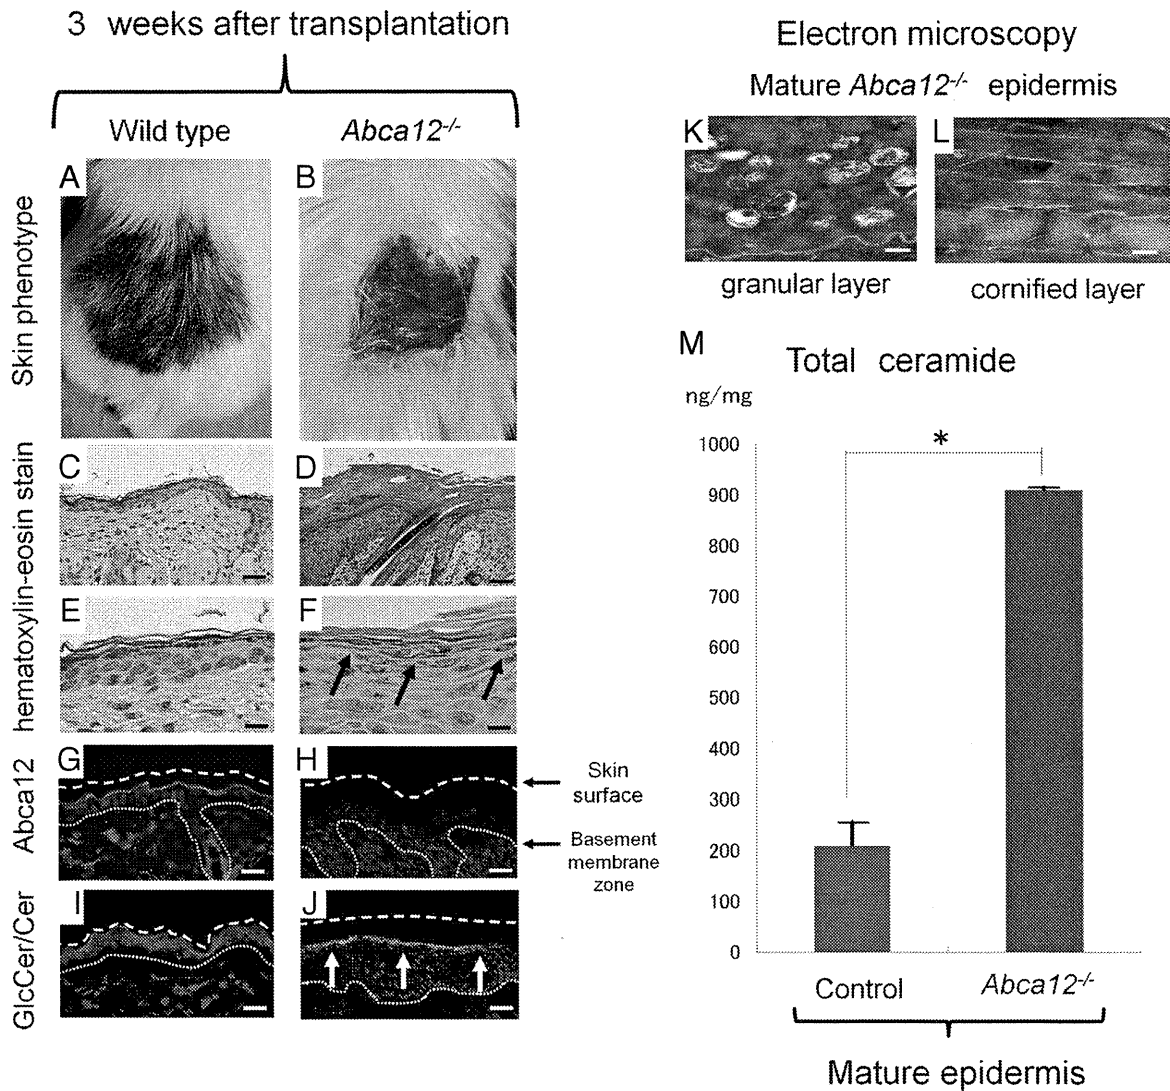 3 weeks after transplantation
Wild type
Abca12-/-
Skin phenotype
A
B
hematoxylin-eosin stain
C
D
E
F
Abca12
G
H
Skin
surface
Basement
membrane
zone
GlcCer/Cer
I
J
Electron microscopy
Mature Abca12-/- epidermis
K
L
granular layer
cornified layer
M
Total ceramide
ng/mg
*
1000
900
800
700
600
500
400
300
200
100
0
Control
Abca12-/-
Mature epidermis